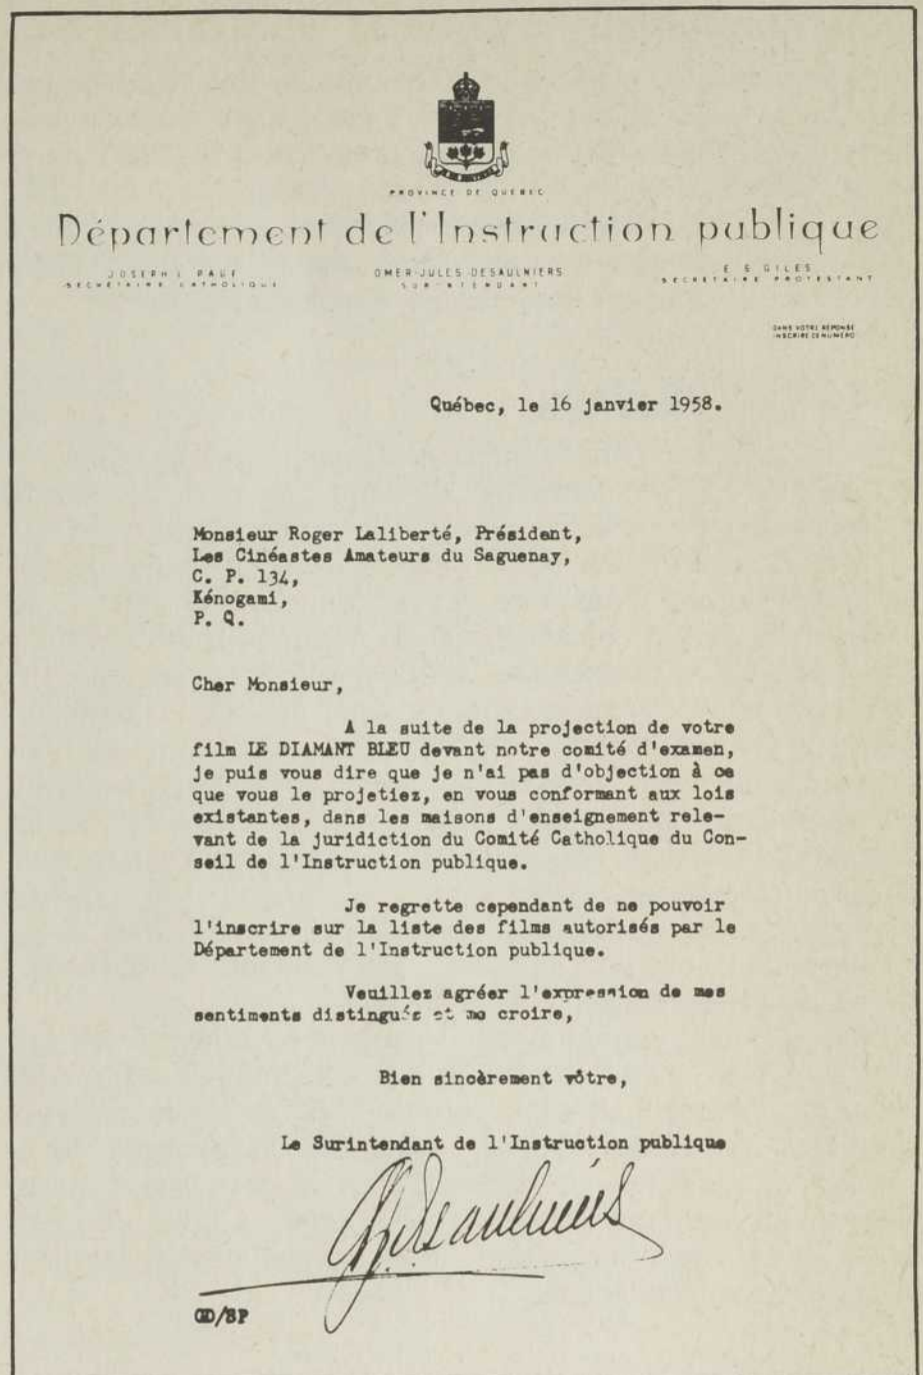 PROVINCE DE QUEBEC
Département de l'Instruction publique
JOSEPH L. PAGÉ
SECRÉTAIRE CATHOLIQUE
OMER-JULES DESAULNIERS
SURINTENDANT
E. S. GILES
SECRÉTAIRE PROTESTANT
DANS VOTRE RÉPONSE
INSCRIRE CE NUMÉRO
Québec, le 16 janvier 1958.
Monsieur Roger Laliberté, Président,
Les Cinéastes Amateurs du Saguenay,
C. P. 134,
Kénogami,
P. Q.
Cher Monsieur,
A la suite de la projection de votre
film LE DIAMANT BLEU devant notre comité d'examen,
je puis vous dire que je n'ai pas d'objection à ce
que vous le projetiez, en vous conformant aux lois
existantes, dans les maisons d'enseignement rele-
vant de la juridiction du Comité Catholique du Con-
seil de l'Instruction publique.
Je regrette cependant de ne pouvoir
l'inscrire sur la liste des films autorisés par le
Département de l'Instruction publique.
Veuillez agréer l'expression de mes
sentiments distingués et me croire,
Bien sincèrement vôtre,
Le Surintendant de l'Instruction publique
OJDesaulniers
GD/SP